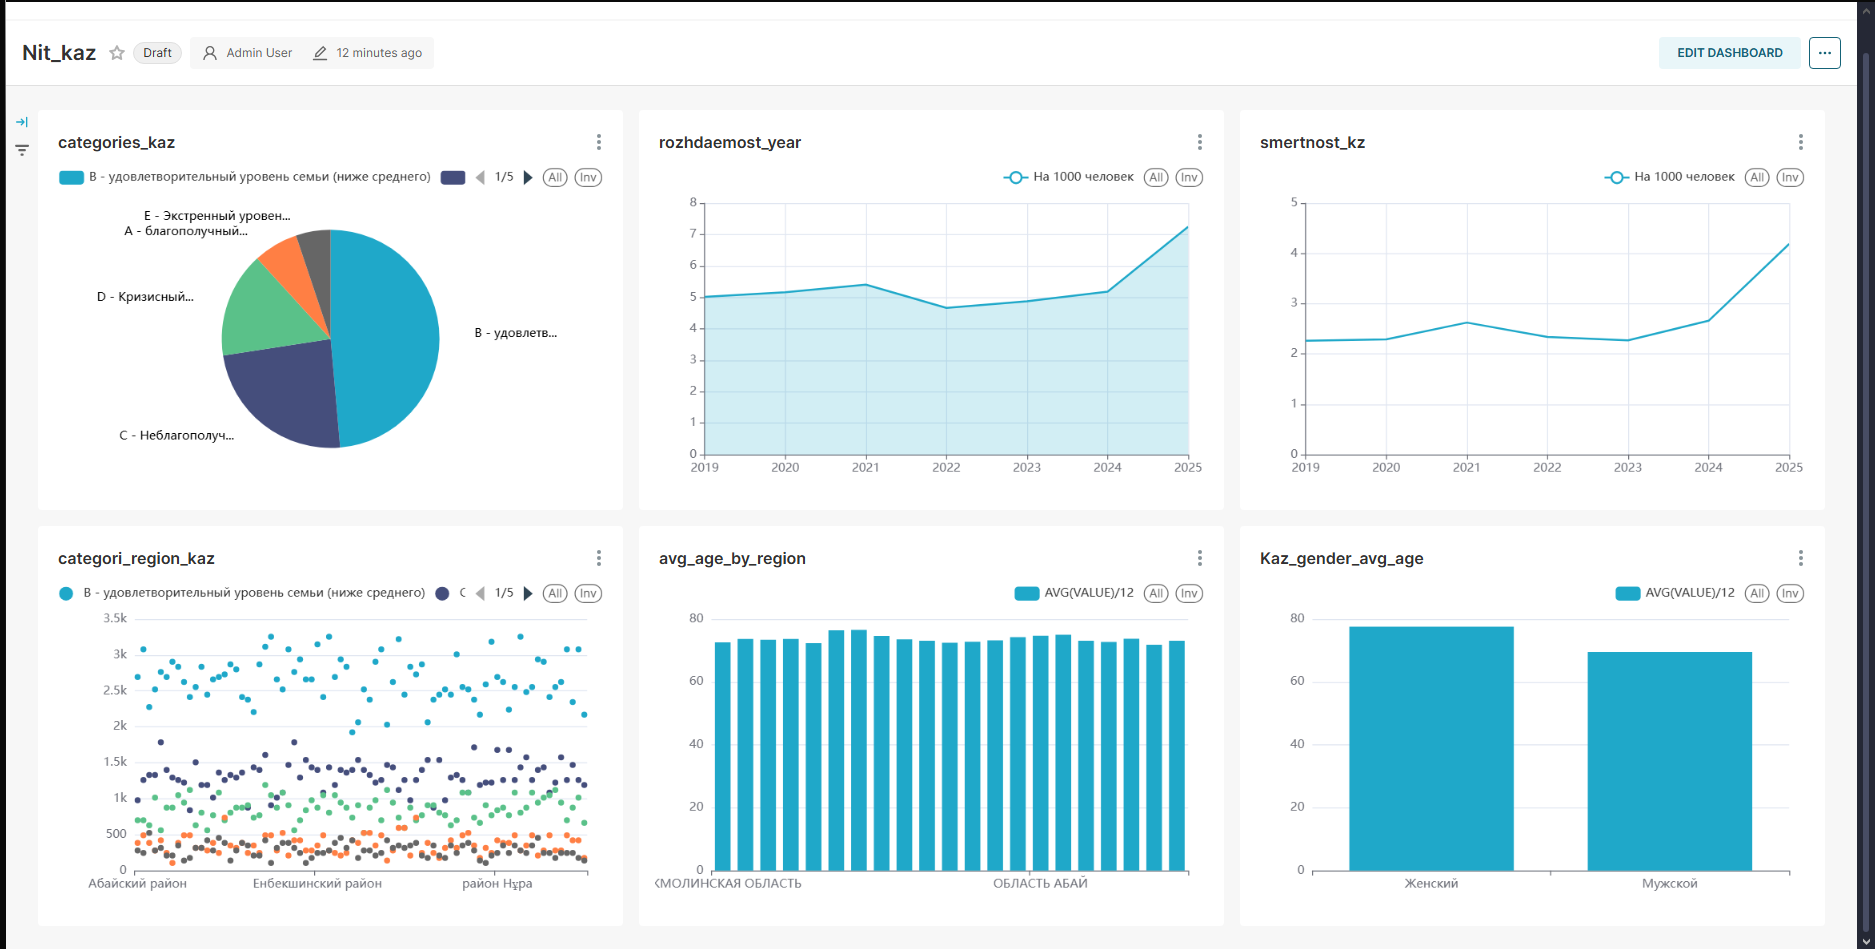 Nit_kaz
Draft
Admin User
12 minutes ago
EDIT DASHBOARD
...
categories_kaz
B - удовлетворительный уровень семьи (ниже среднего)
1/5
All
Inv
E - Экстренный уровен...
A - благополучный...
D - Кризисный...
B - удовлетв...
C - Неблагополуч...
rozhdaemost_year
На 1000 человек
All
Inv
8
7
6
5
4
3
2
1
0
2019 2020 2021 2022 2023 2024 2025
smertnost_kz
На 1000 человек
All
Inv
5
4
3
2
1
0
2019 2020 2021 2022 2023 2024 2025
categori_region_kaz
B - удовлетворительный уровень семьи (ниже среднего)
C
1/5
All
Inv
3.5k
3k
2.5k
2k
1.5k
1k
500
0
Абайский район Енбекшинский район район Нұра
avg_age_by_region
AVG(VALUE)/12
All
Inv
80
60
40
20
0
КМОЛИНСКАЯ ОБЛАСТЬ ОБЛАСТЬ АБАЙ
Kaz_gender_avg_age
AVG(VALUE)/12
All
Inv
80
60
40
20
0
Женский Мужской